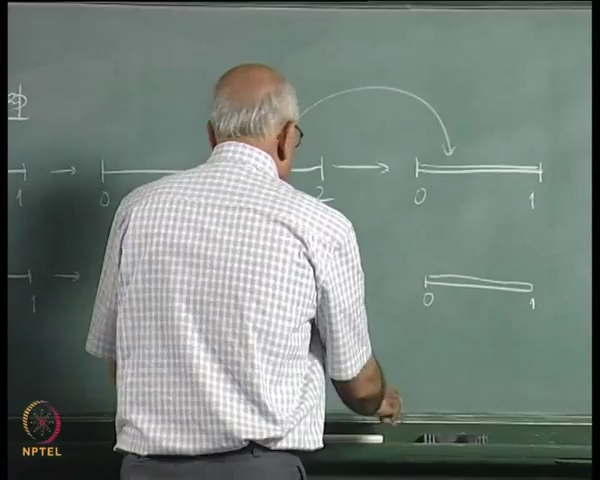 φ
1 → 0 2 → 0 1
1 → 0 1
NPTEL